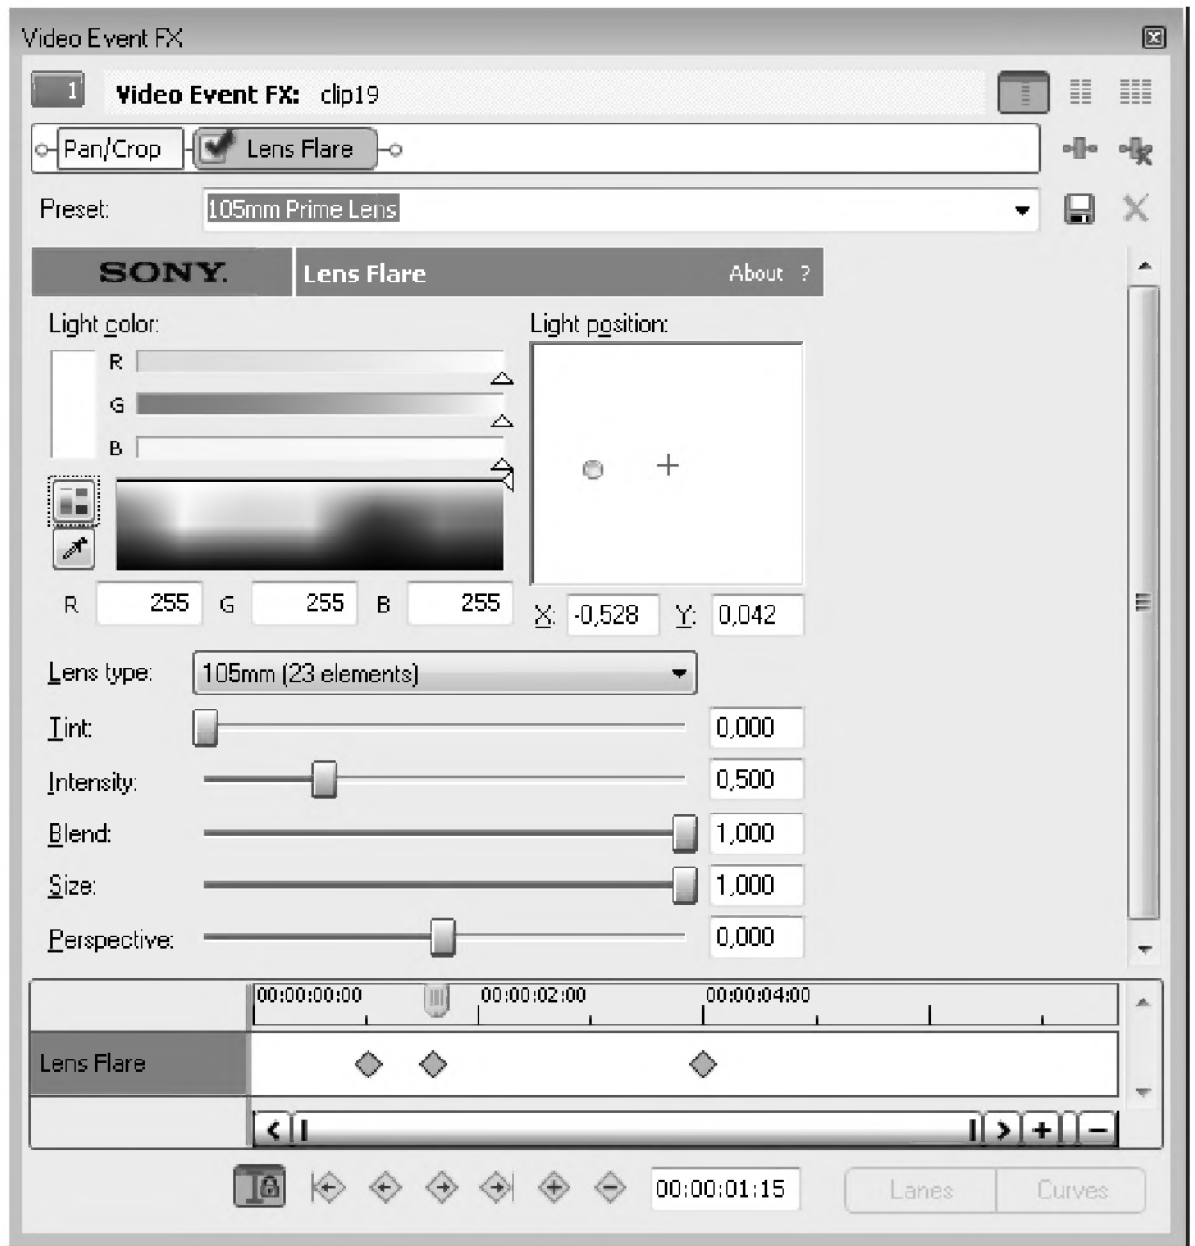 Video Event FX
1 Video Event FX: clip19
Pan/Crop Lens Flare
Preset: 105mm Prime Lens
SONY. Lens Flare About ?
Light color: Light position:
R
G
B
R 255 G 255 B 255 X: -0,528 Y: 0,042
Lens type: 105mm (23 elements)
Tint: 0,000
Intensity: 0,500
Blend: 1,000
Size: 1,000
Perspective: 0,000
00:00:00:00 00:00:02:00 00:00:04:00
Lens Flare
00:00:01:15 Lanes Curves